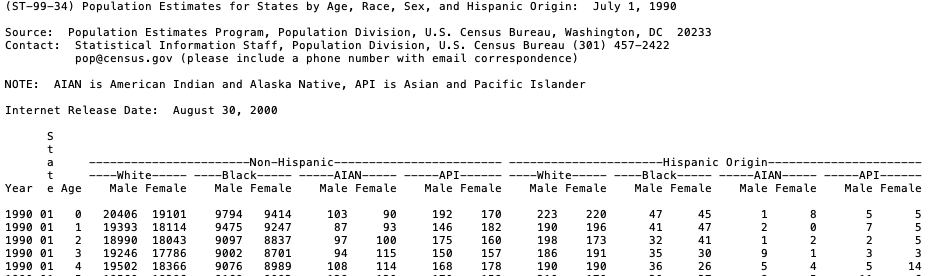 (ST-99-34) Population Estimates for States by Age, Race, Sex, and Hispanic Origin:  July 1, 1990
Source:  Population Estimates Program, Population Division, U.S. Census Bureau, Washington, DC  20233
Contact:  Statistical Information Staff, Population Division, U.S. Census Bureau (301) 457-2422
pop@census.gov (please include a phone number with email correspondence)
NOTE:  AIAN is American Indian and Alaska Native, API is Asian and Pacific Islander
Internet Release Date:  August 30, 2000
S
t
a -----------------------Non-Hispanic----------------------- -----------------------Hispanic Origin-----------------------
t ----White----- ----Black----- -----AIAN----- -----API------ ----White----- ----Black----- -----AIAN----- -----API------
Year e Age Male Female Male Female Male Female Male Female Male Female Male Female Male Female Male Female
1990 01 0 20406 19101 9794 9414 103 90 192 170 223 220 47 45 1 8 5 5
1990 01 1 19393 18114 9475 9247 87 93 146 182 190 196 41 47 2 0 7 5
1990 01 2 18990 18043 9097 8837 97 100 175 160 198 173 32 41 1 2 2 5
1990 01 3 19246 17786 9002 8701 94 115 150 157 186 191 35 30 9 1 3 3
1990 01 4 19502 18366 9076 8989 108 114 168 178 190 190 36 26 5 4 5 14